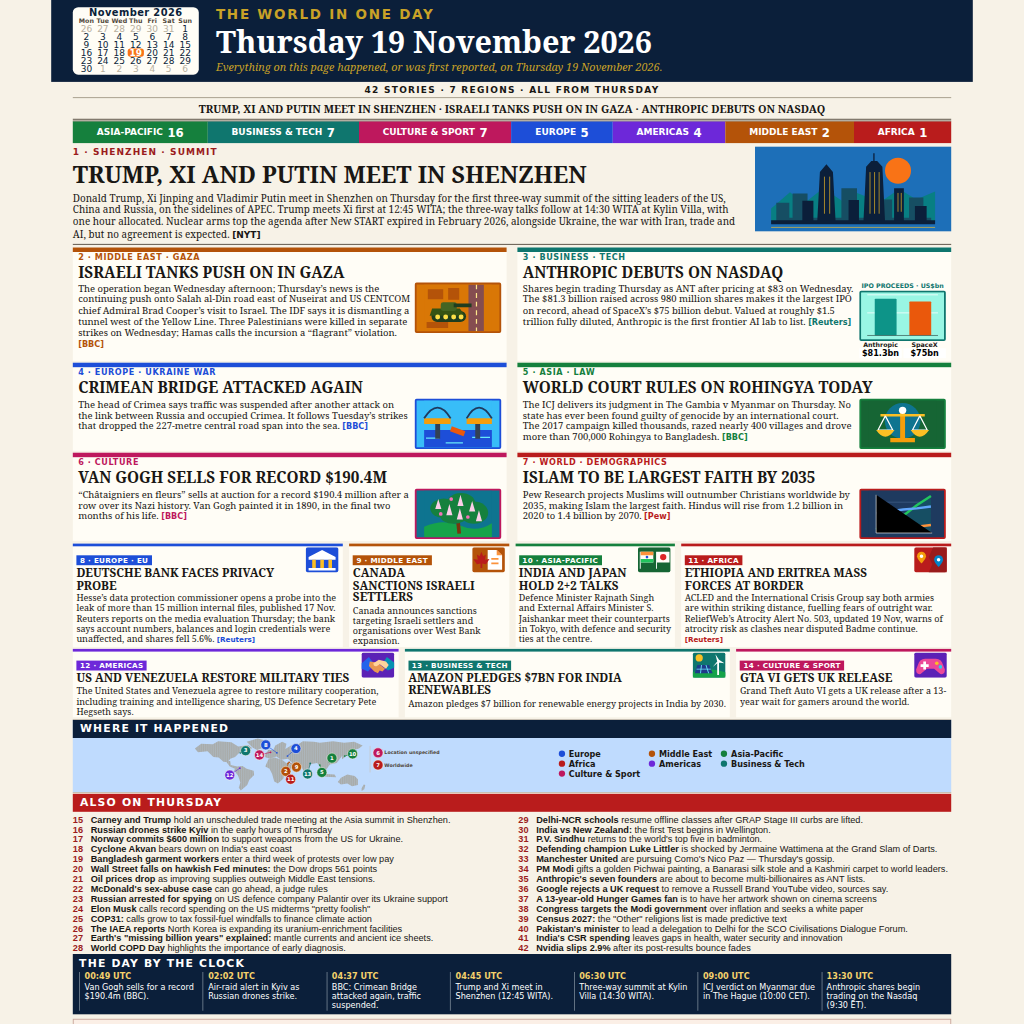 November 2026
Mon Tue Wed Thu Fri Sat Sun
26 27 28 29 30 31 1
2 3 4 5 6 7 8
9 10 11 12 13 14 15
16 17 18 19 20 21 22
23 24 25 26 27 28 29
30 1 2 3 4 5 6
THE WORLD IN ONE DAY
Thursday 19 November 2026
Everything on this page happened, or was first reported, on Thursday 19 November 2026.
42 STORIES · 7 REGIONS · ALL FROM THURSDAY
TRUMP, XI AND PUTIN MEET IN SHENZHEN · ISRAELI TANKS PUSH ON IN GAZA · ANTHROPIC DEBUTS ON NASDAQ
ASIA-PACIFIC 16 BUSINESS & TECH 7 CULTURE & SPORT 7 EUROPE 5 AMERICAS 4 MIDDLE EAST 2 AFRICA 1
1 · SHENZHEN · SUMMIT
TRUMP, XI AND PUTIN MEET IN SHENZHEN
Donald Trump, Xi Jinping and Vladimir Putin meet in Shenzhen on Thursday for the first three-way summit of the sitting leaders of the US,
China and Russia, on the sidelines of APEC. Trump meets Xi first at 12:45 WITA; the three-way talks follow at 14:30 WITA at Kylin Villa, with
one hour allocated. Nuclear arms top the agenda after New START expired in February 2026, alongside Ukraine, the war with Iran, trade and
AI, but no agreement is expected. [NYT]
2 · MIDDLE EAST · GAZA
ISRAELI TANKS PUSH ON IN GAZA
The operation began Wednesday afternoon; Thursday's news is the
continuing push onto Salah al-Din road east of Nuseirat and US CENTCOM
chief Admiral Brad Cooper's visit to Israel. The IDF says it is dismantling a
tunnel west of the Yellow Line. Three Palestinians were killed in separate
strikes on Wednesday; Hamas calls the incursion a “flagrant” violation.
[BBC]
3 · BUSINESS · TECH
ANTHROPIC DEBUTS ON NASDAQ
Shares begin trading Thursday as ANT after pricing at $83 on Wednesday.
The $81.3 billion raised across 980 million shares makes it the largest IPO
on record, ahead of SpaceX's $75 billion debut. Valued at roughly $1.5
trillion fully diluted, Anthropic is the first frontier AI lab to list. [Reuters]
IPO PROCEEDS · US$bn
Anthropic SpaceX
$81.3bn $75bn
4 · EUROPE · UKRAINE WAR
CRIMEAN BRIDGE ATTACKED AGAIN
The head of Crimea says traffic was suspended after another attack on
the link between Russia and occupied Crimea. It follows Tuesday's strikes
that dropped the 227-metre central road span into the sea. [BBC]
5 · ASIA · LAW
WORLD COURT RULES ON ROHINGYA TODAY
The ICJ delivers its judgment in The Gambia v Myanmar on Thursday. No
state has ever been found guilty of genocide by an international court.
The 2017 campaign killed thousands, razed nearly 400 villages and drove
more than 700,000 Rohingya to Bangladesh. [BBC]
6 · CULTURE
VAN GOGH SELLS FOR RECORD $190.4M
“Châtaigniers en fleurs” sells at auction for a record $190.4 million after a
row over its Nazi history. Van Gogh painted it in 1890, in the final two
months of his life. [BBC]
7 · WORLD · DEMOGRAPHICS
ISLAM TO BE LARGEST FAITH BY 2035
Pew Research projects Muslims will outnumber Christians worldwide by
2035, making Islam the largest faith. Hindus will rise from 1.2 billion in
2020 to 1.4 billion by 2070. [Pew]
8 · EUROPE · EU
DEUTSCHE BANK FACES PRIVACY
PROBE
Hesse's data protection commissioner opens a probe into the
leak of more than 15 million internal files, published 17 Nov.
Reuters reports on the media evaluation Thursday; the bank
says account numbers, balances and login credentials were
unaffected, and shares fell 5.6%. [Reuters]
9 · MIDDLE EAST
CANADA
SANCTIONS ISRAELI
SETTLERS
Canada announces sanctions
targeting Israeli settlers and
organisations over West Bank
expansion.
10 · ASIA-PACIFIC
INDIA AND JAPAN
HOLD 2+2 TALKS
Defence Minister Rajnath Singh
and External Affairs Minister S.
Jaishankar meet their counterparts
in Tokyo, with defence and security
ties at the centre.
11 · AFRICA
ETHIOPIA AND ERITREA MASS
FORCES AT BORDER
ACLED and the International Crisis Group say both armies
are within striking distance, fuelling fears of outright war.
ReliefWeb's Atrocity Alert No. 503, updated 19 Nov, warns of
atrocity risk as clashes near disputed Badme continue.
[Reuters]
12 · AMERICAS
US AND VENEZUELA RESTORE MILITARY TIES
The United States and Venezuela agree to restore military cooperation,
including training and intelligence sharing, US Defence Secretary Pete
Hegseth says.
13 · BUSINESS & TECH
AMAZON PLEDGES $7BN FOR INDIA
RENEWABLES
Amazon pledges $7 billion for renewable energy projects in India by 2030.
14 · CULTURE & SPORT
GTA VI GETS UK RELEASE
Grand Theft Auto VI gets a UK release after a 13-
year wait for gamers around the world.
WHERE IT HAPPENED
3 8 4 14 1 10 2 9 13 5 11 12
6 Location unspecified
7 Worldwide
Europe Middle East Asia-Pacific
Africa Americas Business & Tech
Culture & Sport
ALSO ON THURSDAY
15 Carney and Trump hold an unscheduled trade meeting at the Asia summit in Shenzhen.
16 Russian drones strike Kyiv in the early hours of Thursday
17 Norway commits $600 million to support weapons from the US for Ukraine.
18 Cyclone Akvan bears down on India's east coast
19 Bangladesh garment workers enter a third week of protests over low pay
20 Wall Street falls on hawkish Fed minutes: the Dow drops 561 points
21 Oil prices drop as improving supplies outweigh Middle East tensions.
22 McDonald's sex-abuse case can go ahead, a judge rules
23 Russian arrested for spying on US defence company Palantir over its Ukraine support
24 Elon Musk calls record spending on the US midterms "pretty foolish"
25 COP31: calls grow to tax fossil-fuel windfalls to finance climate action
26 The IAEA reports North Korea is expanding its uranium-enrichment facilities
27 Earth's "missing billion years" explained: mantle currents and ancient ice sheets.
28 World COPD Day highlights the importance of early diagnosis.
29 Delhi-NCR schools resume offline classes after GRAP Stage III curbs are lifted.
30 India vs New Zealand: the first Test begins in Wellington.
31 P.V. Sindhu returns to the world's top five in badminton.
32 Defending champion Luke Littler is shocked by Jermaine Wattimena at the Grand Slam of Darts.
33 Manchester United are pursuing Como's Nico Paz — Thursday's gossip.
34 PM Modi gifts a golden Pichwai painting, a Banarasi silk stole and a Kashmiri carpet to world leaders.
35 Anthropic's seven founders are about to become multi-billionaires as ANT lists.
36 Google rejects a UK request to remove a Russell Brand YouTube video, sources say.
37 A 13-year-old Hunger Games fan is to have her artwork shown on cinema screens
38 Congress targets the Modi government over inflation and seeks a white paper
39 Census 2027: the "Other" religions list is made predictive text
40 Pakistan's minister to lead a delegation to Delhi for the SCO Civilisations Dialogue Forum.
41 India's CSR spending leaves gaps in health, water security and innovation
42 Nvidia slips 2.9% after its post-results bounce fades
THE DAY BY THE CLOCK
00:49 UTC
Van Gogh sells for a record
$190.4m (BBC).
02:02 UTC
Air-raid alert in Kyiv as
Russian drones strike.
04:37 UTC
BBC: Crimean Bridge
attacked again, traffic
suspended.
04:45 UTC
Trump and Xi meet in
Shenzhen (12:45 WITA).
06:30 UTC
Three-way summit at Kylin
Villa (14:30 WITA).
09:00 UTC
ICJ verdict on Myanmar due
in The Hague (10:00 CET).
13:30 UTC
Anthropic shares begin
trading on the Nasdaq
(9:30 ET).